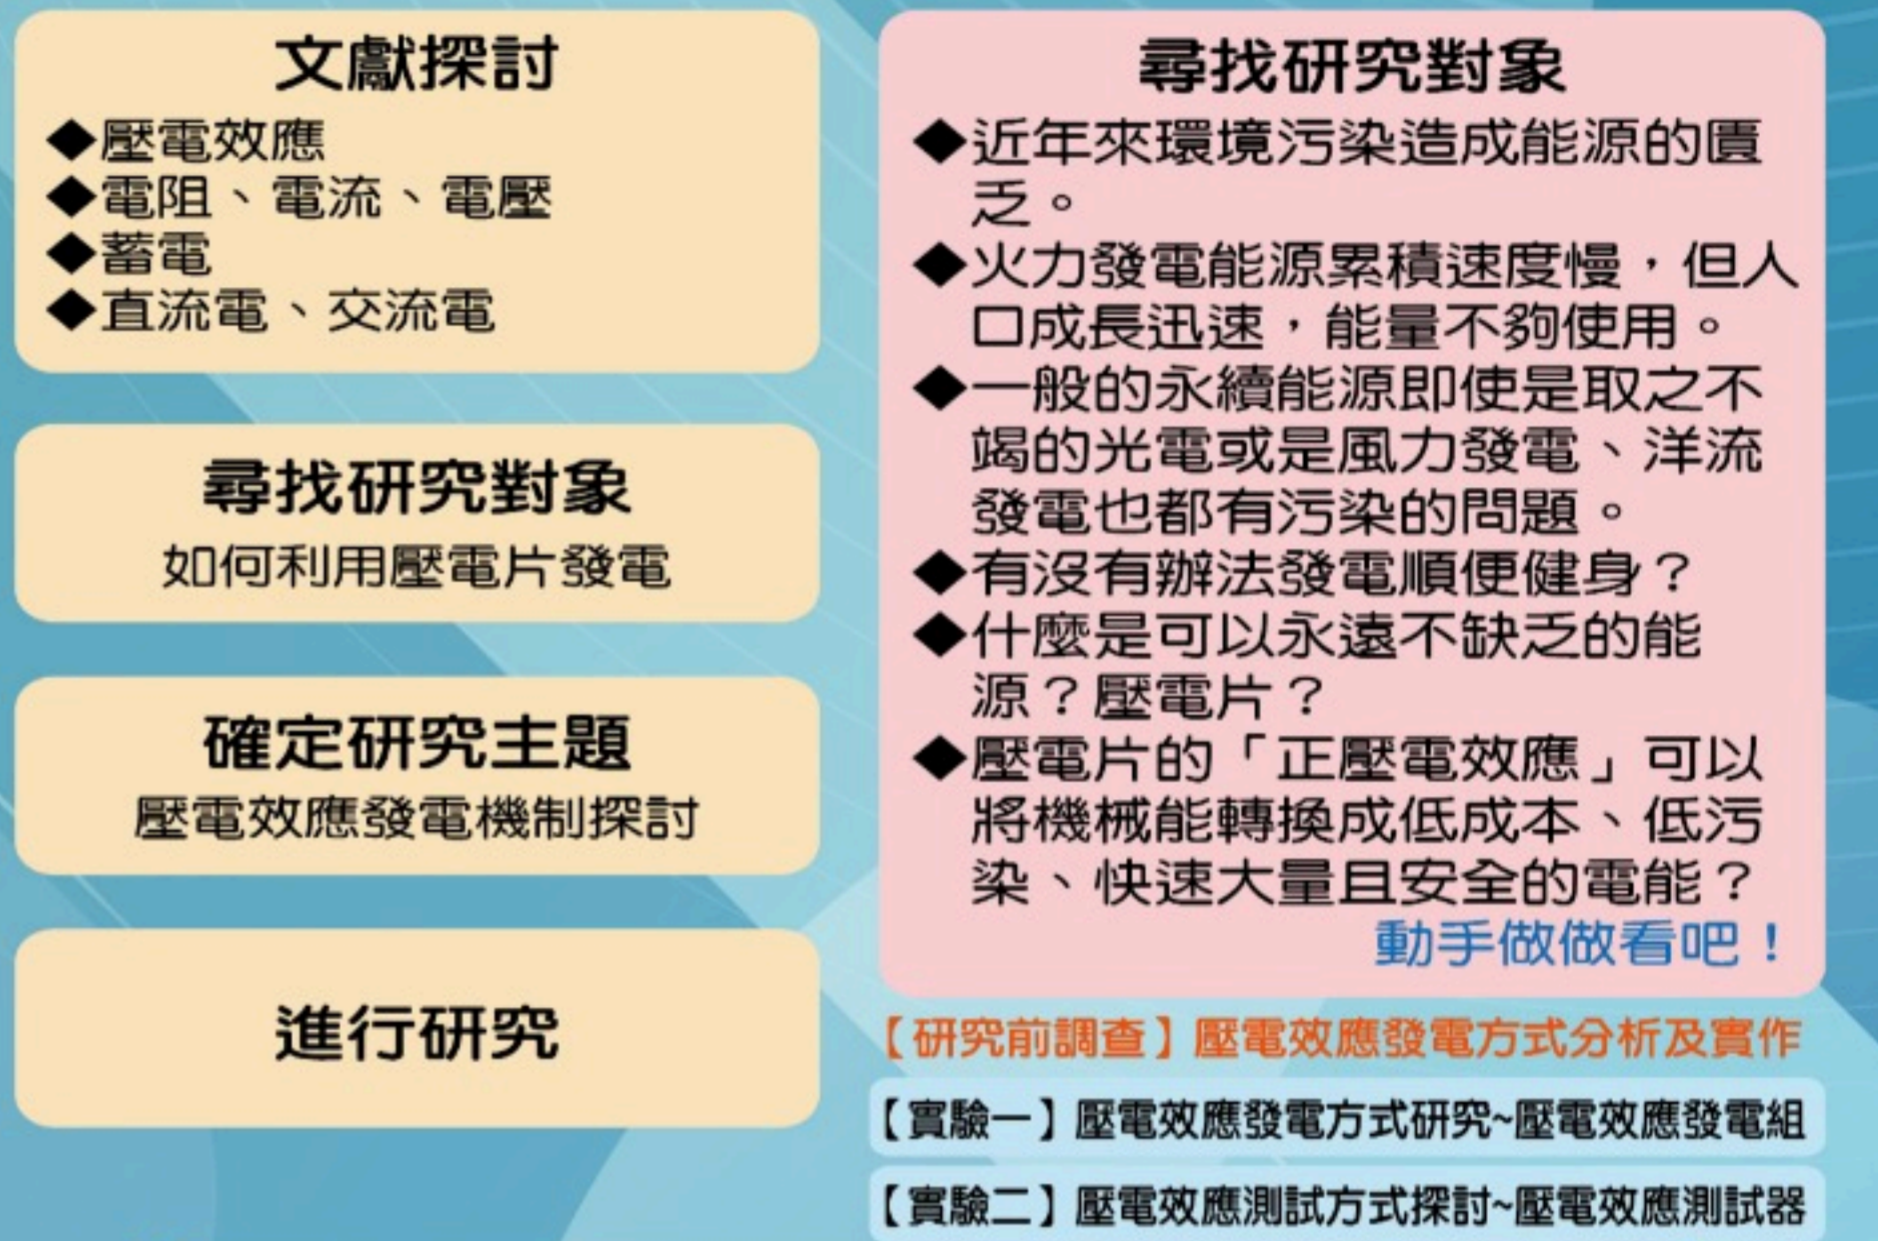 文獻探討
◆壓電效應
◆電阻、電流、電壓
◆蓄電
◆直流電、交流電
尋找研究對象
如何利用壓電片發電
確定研究主題
壓電效應發電機制探討
進行研究
尋找研究對象
◆近年來環境污染造成能源的匱
乏。
◆火力發電能源累積速度慢，但人
口成長迅速，能量不夠使用。
◆一般的永續能源即使是取之不
竭的光電或是風力發電、洋流
發電也都有污染的問題。
◆有沒有辦法發電順便健身？
◆什麼是可以永遠不缺乏的能
源？壓電片？
◆壓電片的「正壓電效應」可以
將機械能轉換成低成本、低污
染、快速大量且安全的電能？
動手做做看吧！
【研究前調查】壓電效應發電方式分析及實作
【實驗一】壓電效應發電方式研究~壓電效應發電組
【實驗二】壓電效應測試方式探討~壓電效應測試器